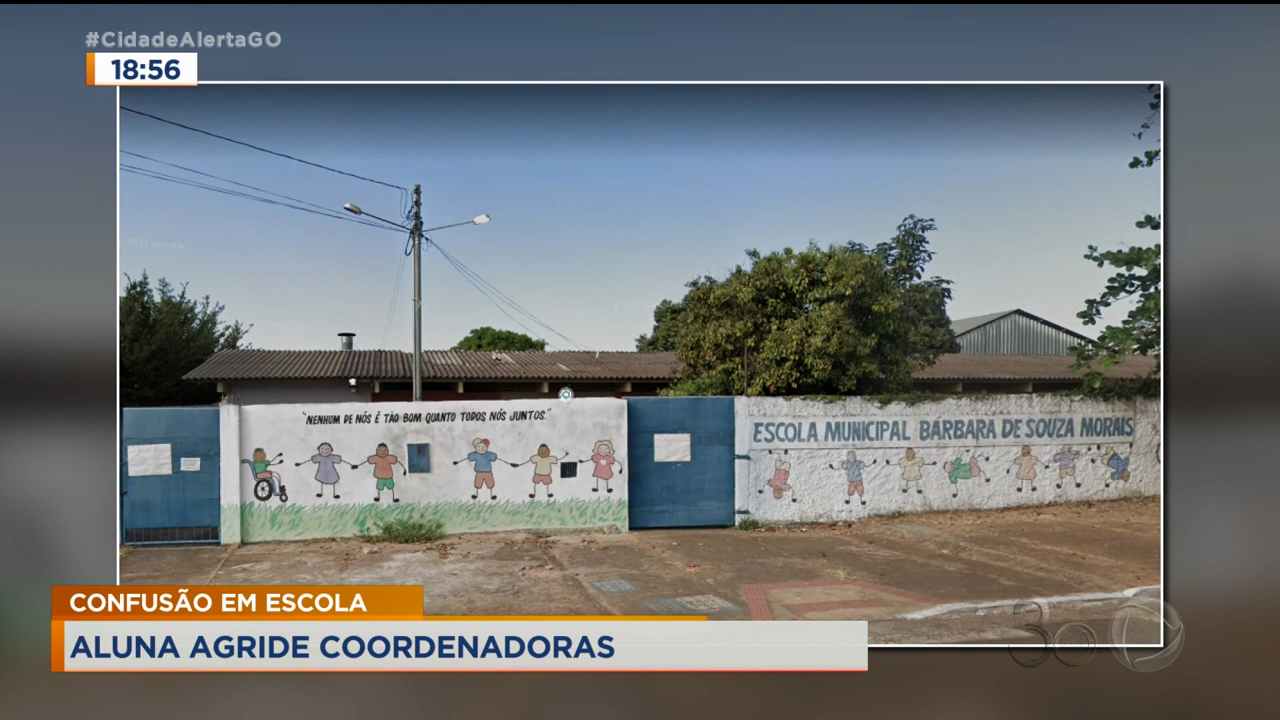 #CidadeAlertaGO
18:56
"NENHUM DE NÓS É TÃO BOM QUANTO TODOS NÓS JUNTOS."
ESCOLA MUNICIPAL BARBARA DE SOUZA MORAIS
CONFUSÃO EM ESCOLA
ALUNA AGRIDE COORDENADORAS
30